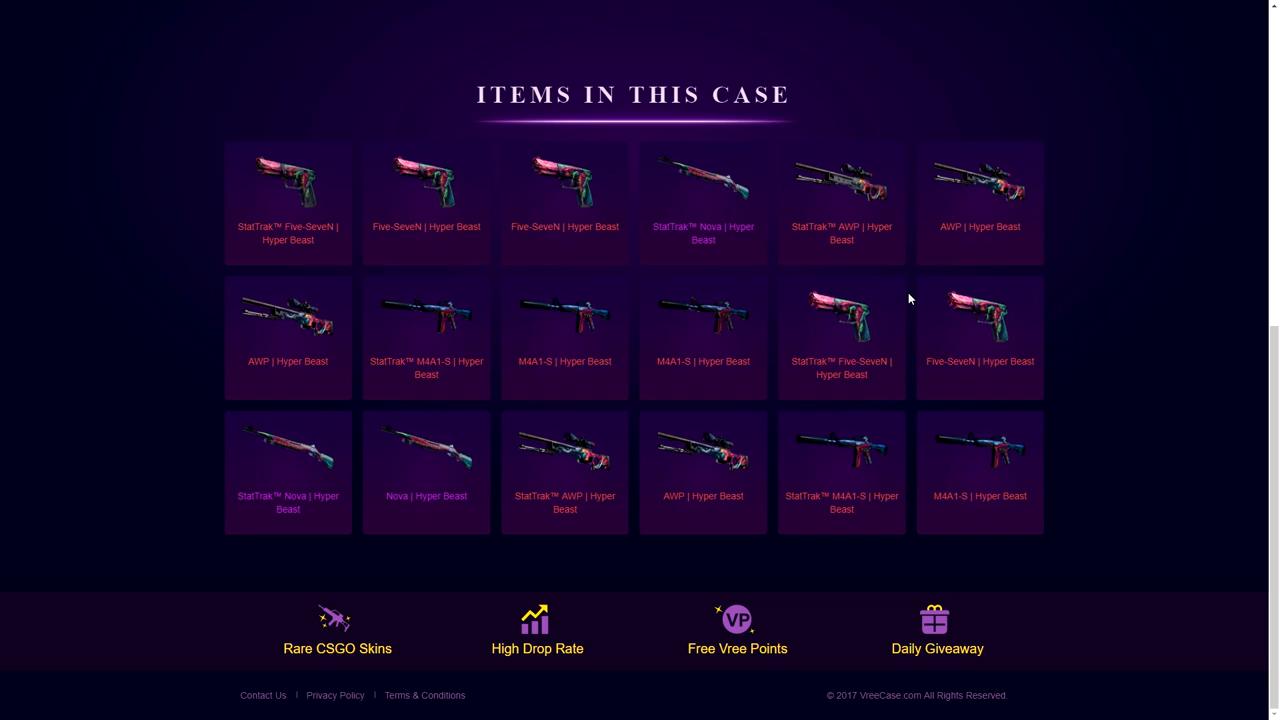 ITEMS IN THIS CASE
StatTrak™ Five-SeveN |
Hyper Beast
Five-SeveN | Hyper Beast
Five-SeveN | Hyper Beast
StatTrak™ Nova | Hyper
Beast
StatTrak™ AWP | Hyper
Beast
AWP | Hyper Beast
AWP | Hyper Beast
StatTrak™ M4A1-S | Hyper
Beast
M4A1-S | Hyper Beast
M4A1-S | Hyper Beast
StatTrak™ Five-SeveN |
Hyper Beast
Five-SeveN | Hyper Beast
StatTrak™ Nova | Hyper
Beast
Nova | Hyper Beast
StatTrak™ AWP | Hyper
Beast
AWP | Hyper Beast
StatTrak™ M4A1-S | Hyper
Beast
M4A1-S | Hyper Beast
VP
Rare CSGO Skins
High Drop Rate
Free Vree Points
Daily Giveaway
Contact Us | Privacy Policy | Terms & Conditions
© 2017 VreeCase.com All Rights Reserved.